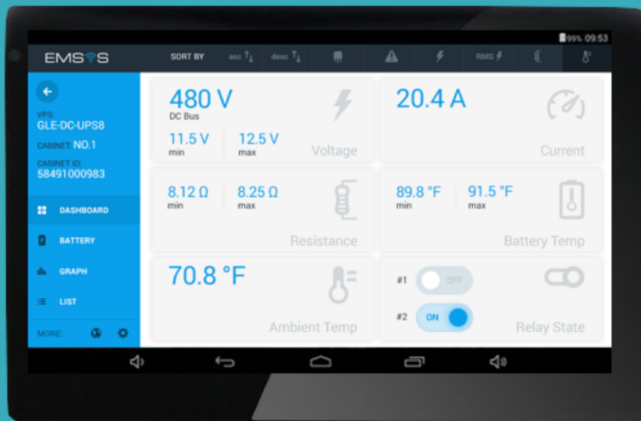 99% 09:53
EMSYS
SORT BY asc desc RMS
VPS:
GLE-DC-UPS8
CABINET: NO.1
CABINET ID:
58491000983
DASHBOARD
BATTERY
GRAPH
LIST
MORE:
480 V
DC Bus
11.5 V 12.5 V
min max
Voltage
20.4 A
Current
8.12 Ω 8.25 Ω
min max
Resistance
89.8 °F 91.5 °F
min max
Battery Temp
70.8 °F
Ambient Temp
#1 OFF
#2 ON
Relay State